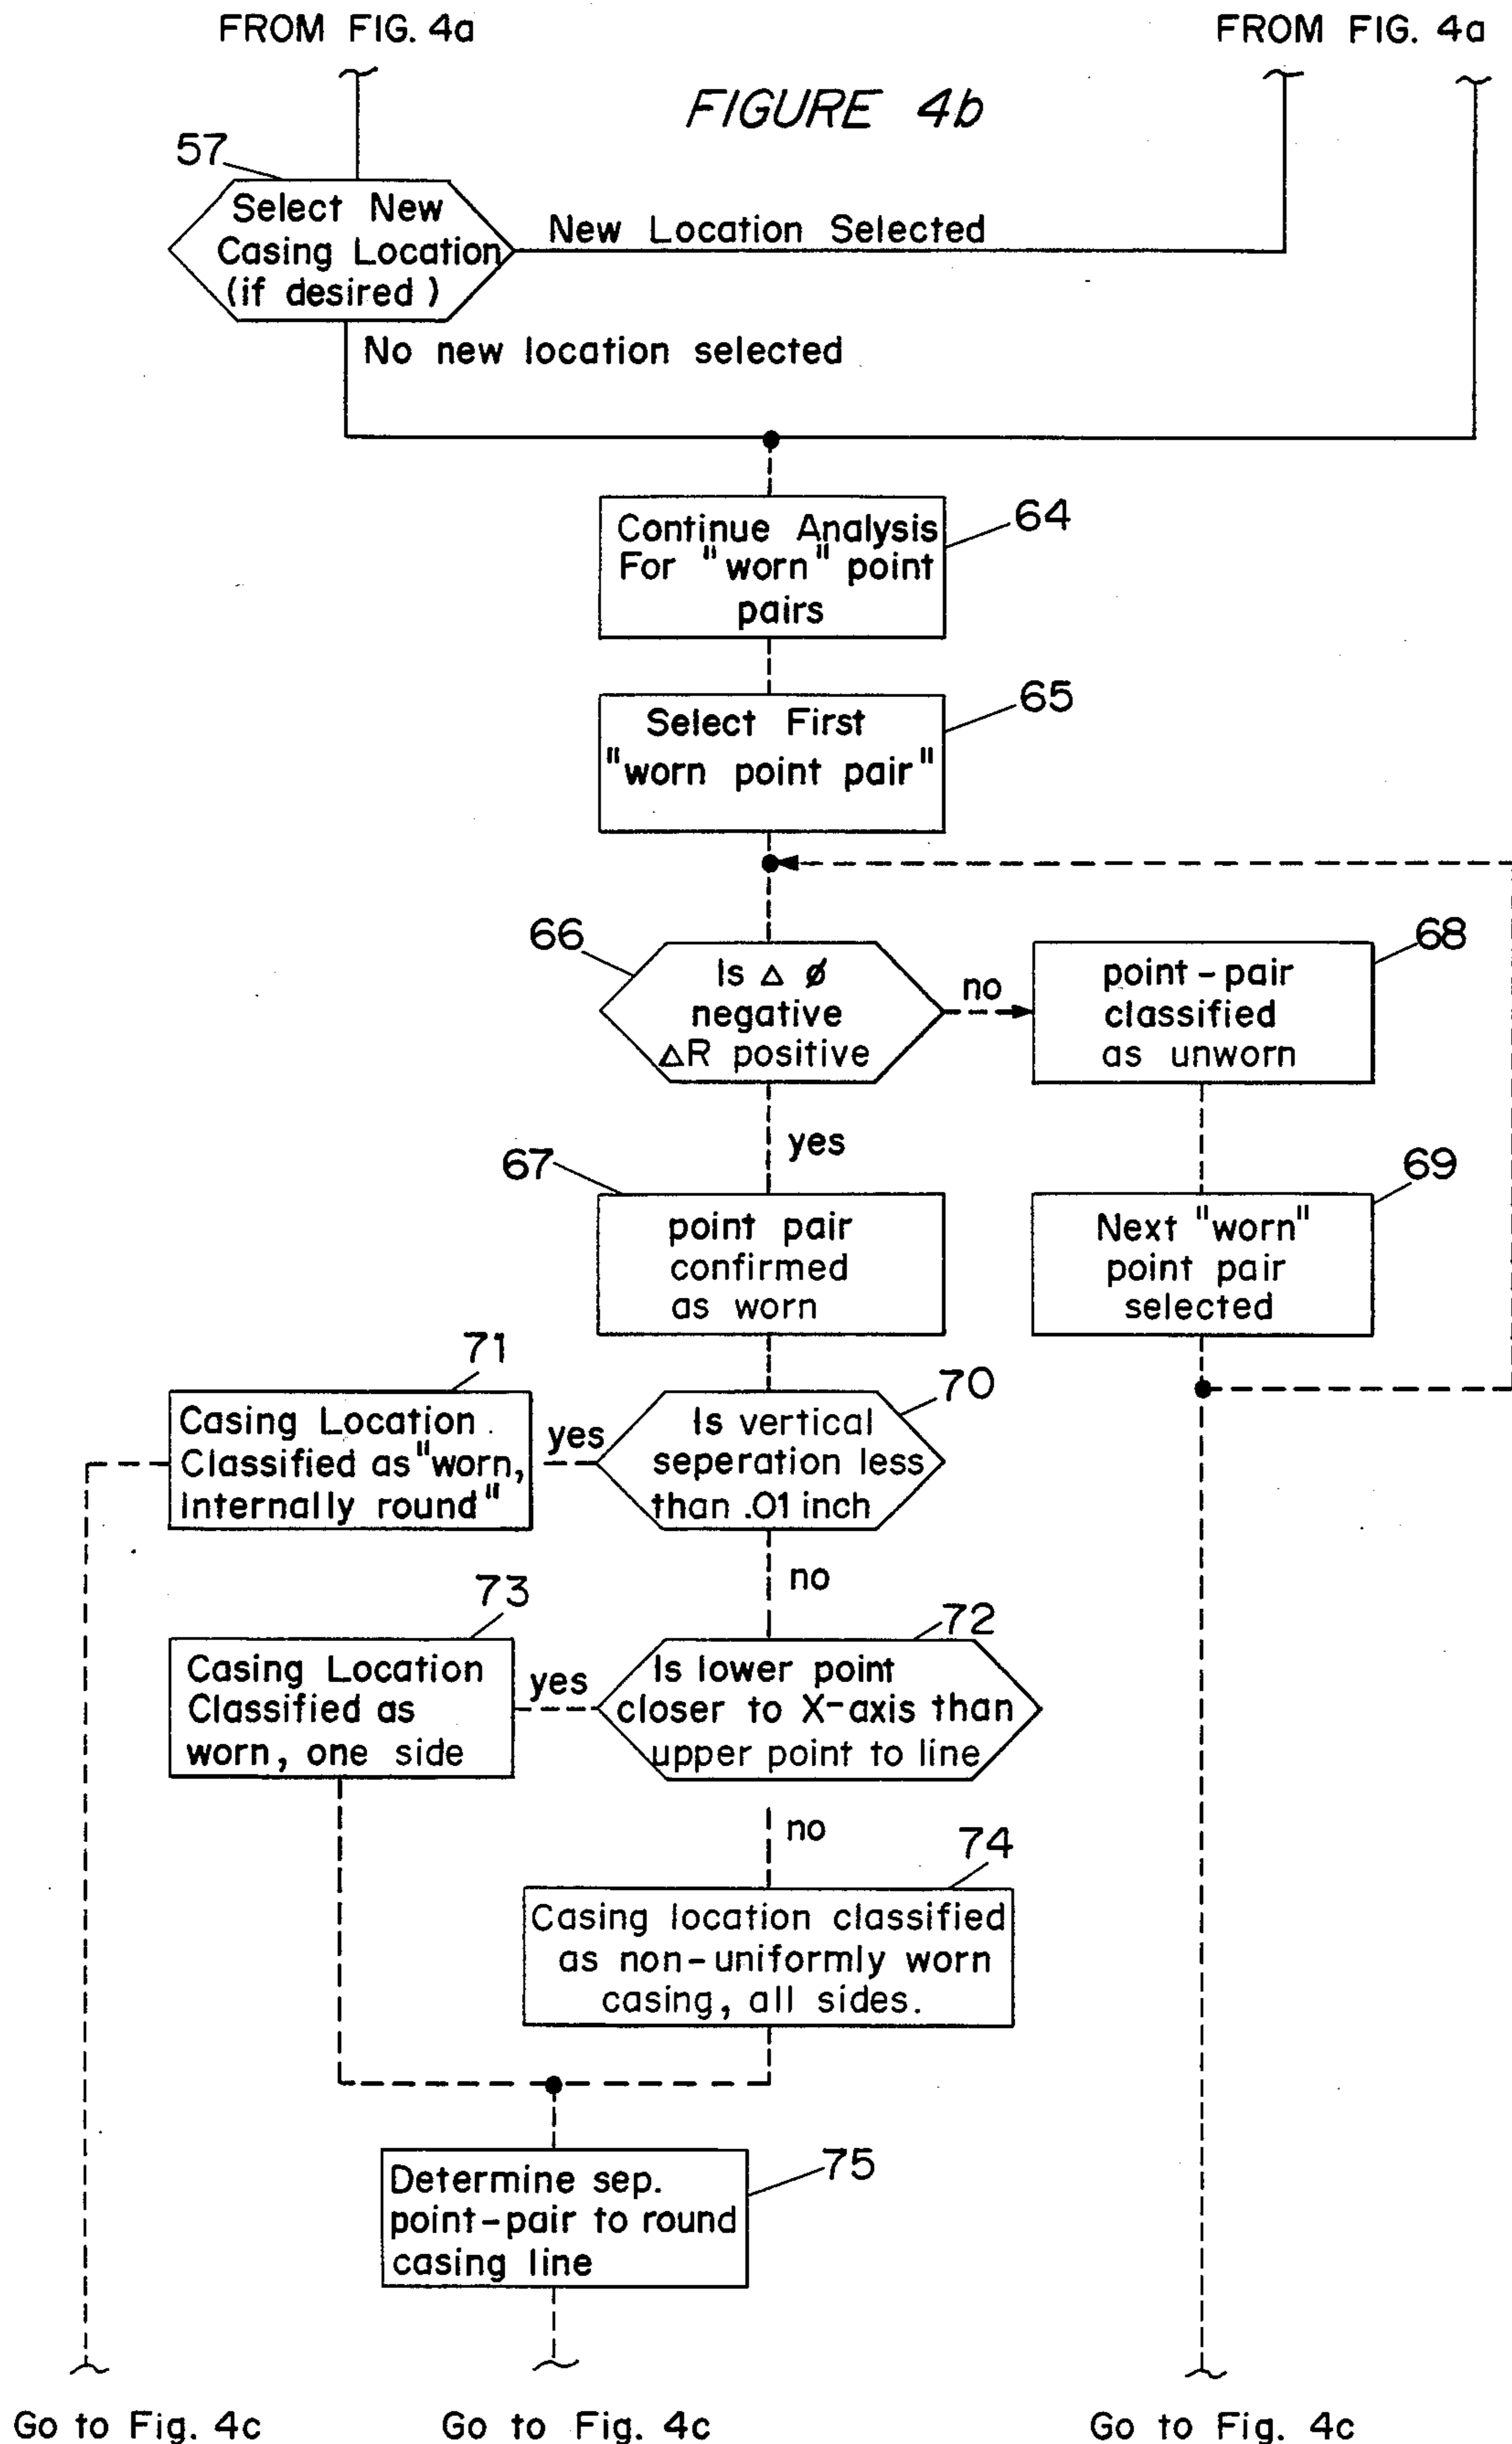 FROM FIG. 4a
FROM FIG. 4a
FIGURE 4b
57
Select New
Casing Location
(if desired)
New Location Selected
No new location selected
Continue Analysis
For "worn" point
pairs
64
Select First
"worn point pair"
65
66
Is Δ ø
negative
ΔR positive
no
68
point-pair
classified
as unworn
yes
67
point pair
confirmed
as worn
69
Next "worn"
point pair
selected
71
Casing Location
Classified as "worn,
Internally round"
yes
70
Is vertical
seperation less
than .01 inch
no
73
Casing Location
Classified as
worn, one side
yes
72
Is lower point
closer to X-axis than
upper point to line
no
74
Casing location classified
as non-uniformly worn
casing, all sides.
75
Determine sep.
point-pair to round
casing line
Go to Fig. 4c
Go to Fig. 4c
Go to Fig. 4c